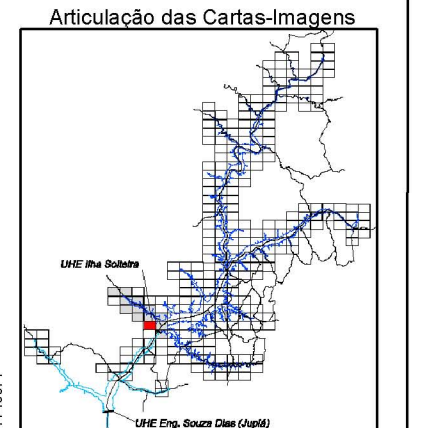 Articulação das Cartas-Imagens
UHE Ilha Solteira
UHE Eng. Souza Dias (Jupiá)